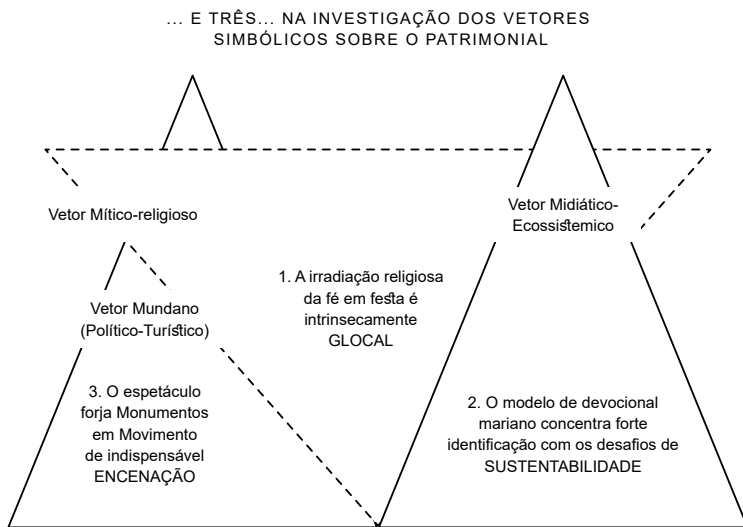 ... E TRÊS... NA INVESTIGAÇÃO DOS VETORES
SIMBÓLICOS SOBRE O PATRIMONIAL
Vetor Mítico-religioso
Vetor Midiático-
Ecossistemico
1. A irradiação religiosa
da fé em festa é
intrinsecamente
GLOCAL
Vetor Mundano
(Político-Turístico)
3. O espetáculo
forja Monumentos
em Movimento
de indispensável
ENCENAÇÃO
2. O modelo de devocional
mariano concentra forte
identificação com os desafios de
SUSTENTABILIDADE